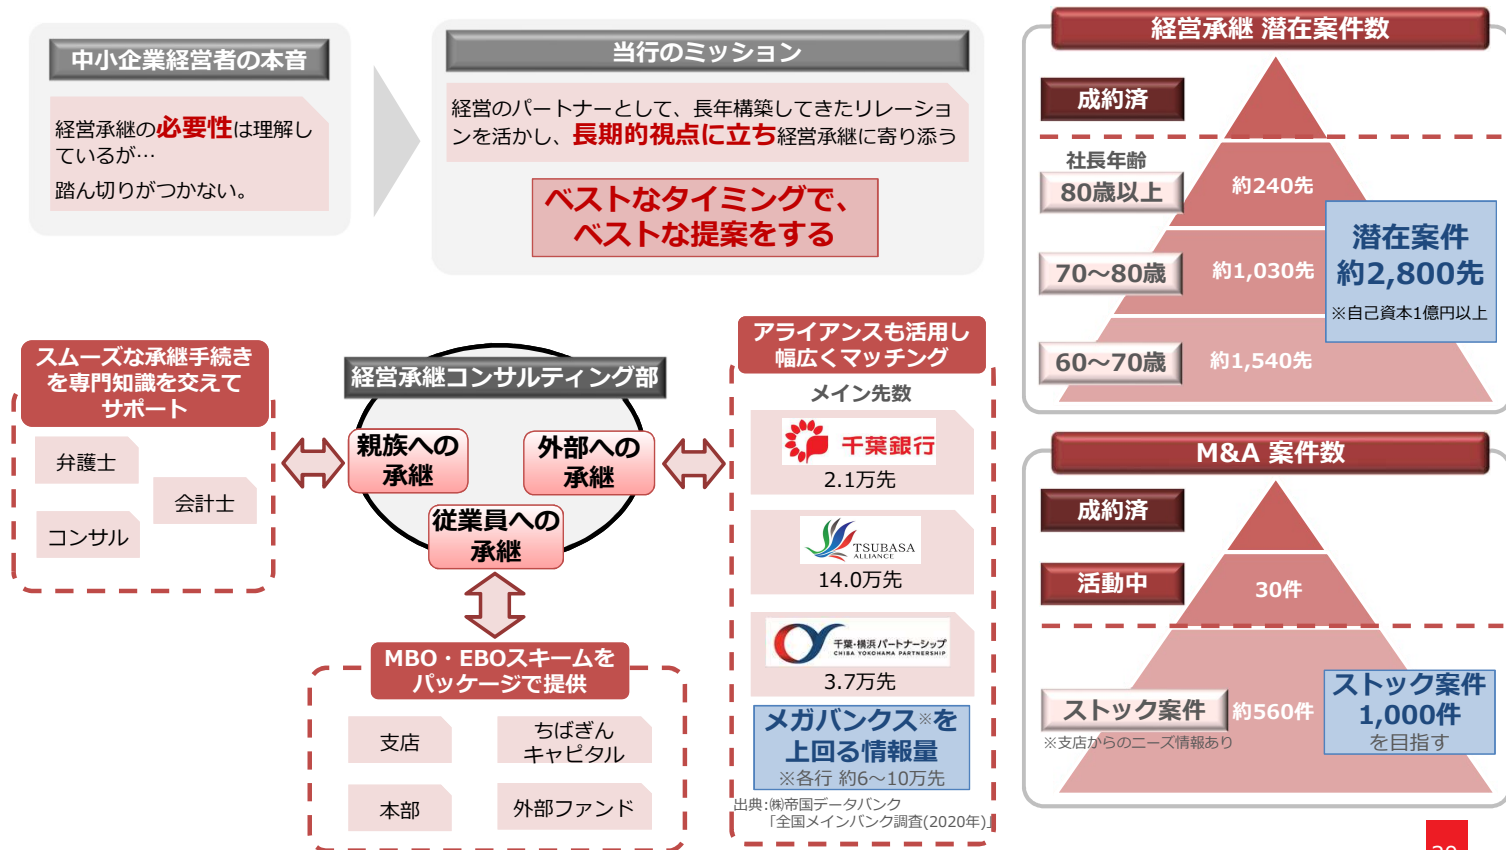 中小企業経営者の本音
経営承継の必要性は理解し
ているが…
踏ん切りがつかない。
当行のミッション
経営のパートナーとして、長年構築してきたリレーショ
ンを活かし、長期的視点に立ち経営承継に寄り添う
ベストなタイミングで、
ベストな提案をする
スムーズな承継手続き
を専門知識を交えて
サポート
弁護士
会計士
コンサル
経営承継コンサルティング部
親族への
承継
外部への
承継
従業員への
承継
MBO・EBOスキームを
パッケージで提供
支店
ちばぎん
キャピタル
本部
外部ファンド
アライアンスも活用し
幅広くマッチング
メイン先数
千葉銀行
2.1万先
TSUBASA
ALLIANCE
14.0万先
千葉・横浜パートナーシップ
CHIBA YOKOHAMA PARTNERSHIP
3.7万先
メガバンクス※を
上回る情報量
※各行 約6～10万先
出典:㈱帝国データバンク
「全国メインバンク調査(2020年)」
経営承継 潜在案件数
成約済
社長年齢
80歳以上
約240先
70～80歳
約1,030先
60～70歳
約1,540先
潜在案件
約2,800先
※自己資本1億円以上
M&A 案件数
成約済
活動中
30件
ストック案件
約560件
※支店からのニーズ情報あり
ストック案件
1,000件
を目指す